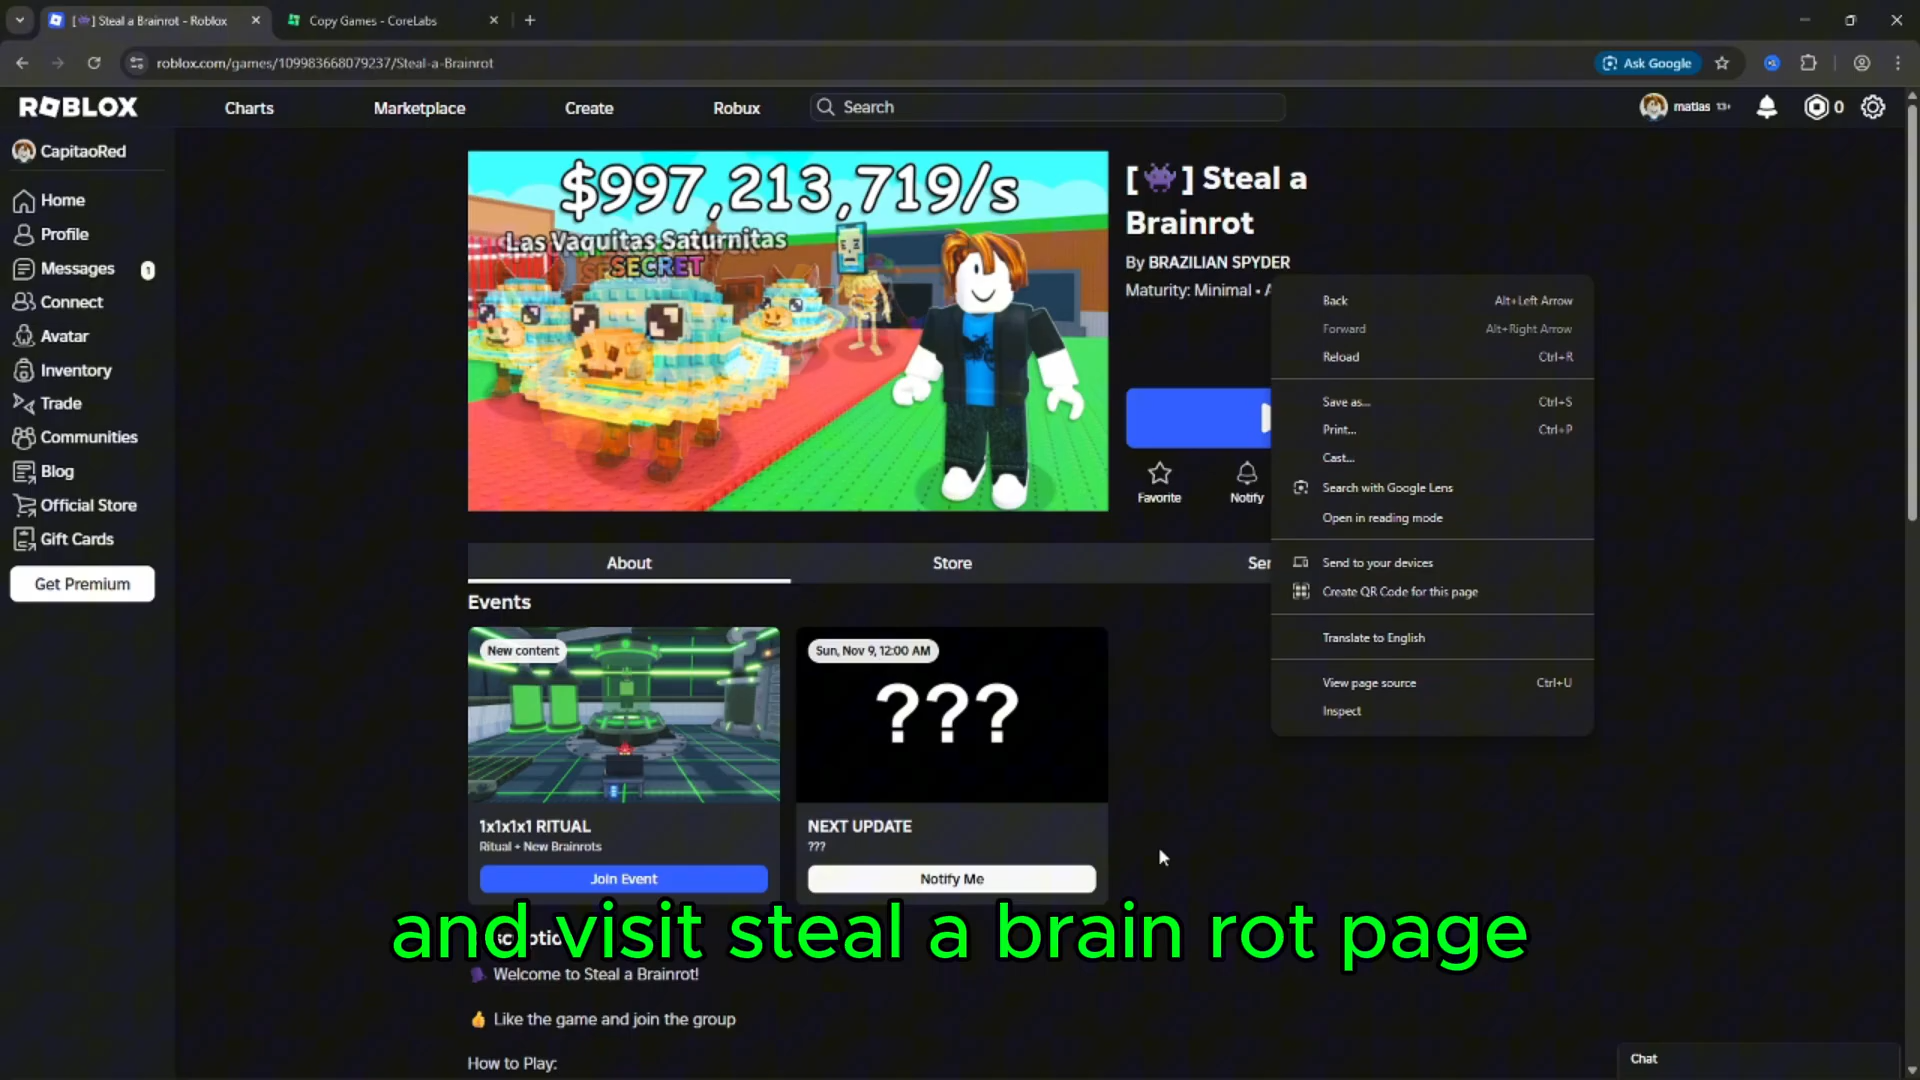 [👾] Steal a Brainrot - Roblox
Copy Games - CoreLabs
roblox.com/games/109983668079237/Steal-a-Brainrot
Ask Google
ROBLOX
Charts
Marketplace
Create
Robux
Search
matias 13+
0
CapitaoRed
Home
Profile
Messages
1
Connect
Avatar
Inventory
Trade
Communities
Blog
Official Store
Gift Cards
Get Premium
$997,213,719/s
Las Vaquitas Saturnitas
SECRET
[👾] Steal a
Brainrot
By BRAZILIAN SPYDER
Maturity: Minimal •
Favorite
Notify
Back Alt+Left Arrow
Forward Alt+Right Arrow
Reload Ctrl+R
Save as... Ctrl+S
Print... Ctrl+P
Cast...
Search with Google Lens
Open in reading mode
Send to your devices
Create QR Code for this page
Translate to English
View page source Ctrl+U
Inspect
About
Store
Ser
Events
New content
1x1x1x1 RITUAL
Ritual + New Brainrots
Join Event
Sun, Nov 9, 12:00 AM
???
NEXT UPDATE
???
Notify Me
and visit steal a brain rot page
Welcome to Steal a Brainrot!
👍 Like the game and join the group
How to Play:
Chat